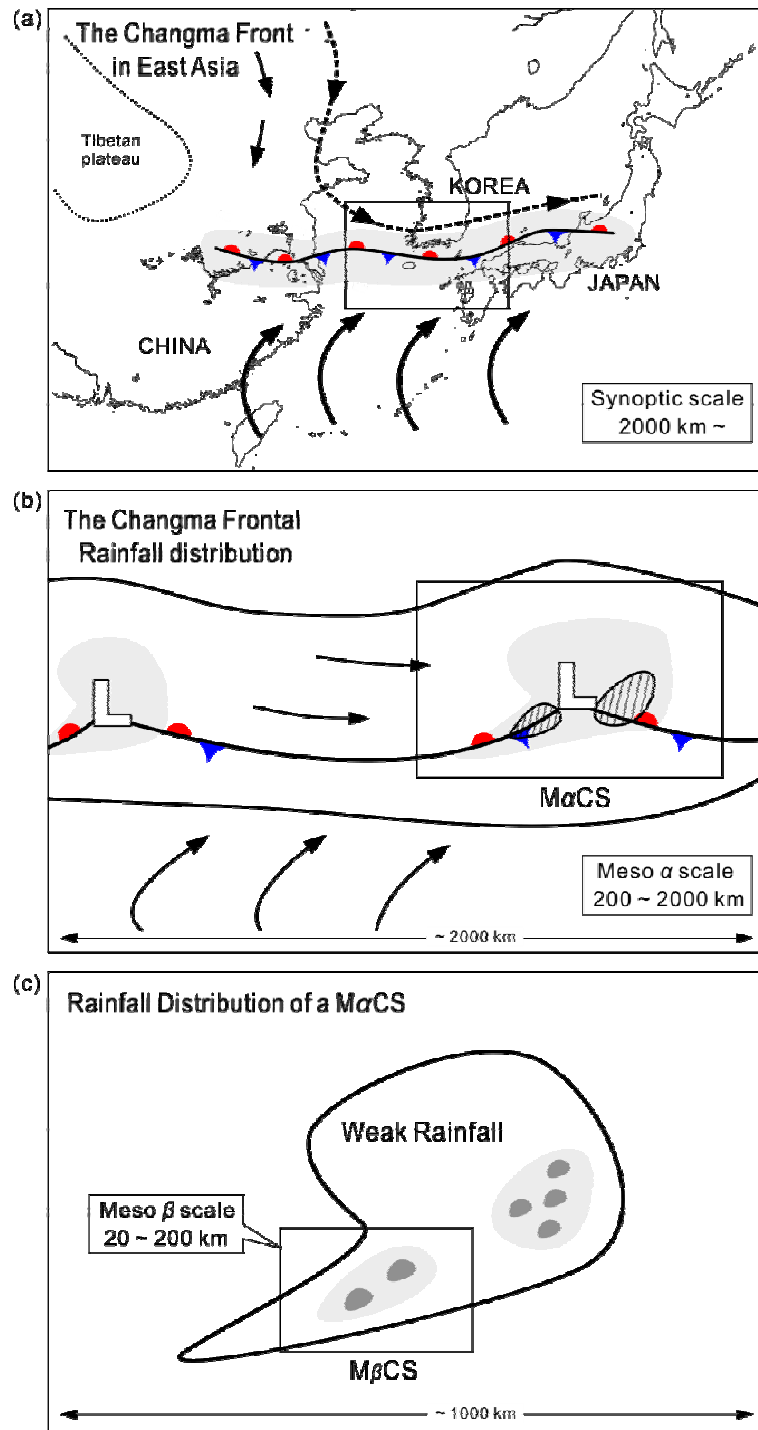 (a)
The Changma Front
in East Asia
Tibetan
plateau
KOREA
JAPAN
CHINA
Synoptic scale
2000 km ~
(b)
The Changma Frontal
Rainfall distribution
L
L
MαCS
Meso α scale
200 ~ 2000 km
~ 2000 km
(c)
Rainfall Distribution of a MαCS
Weak Rainfall
Meso β scale
20 ~ 200 km
MβCS
~ 1000 km